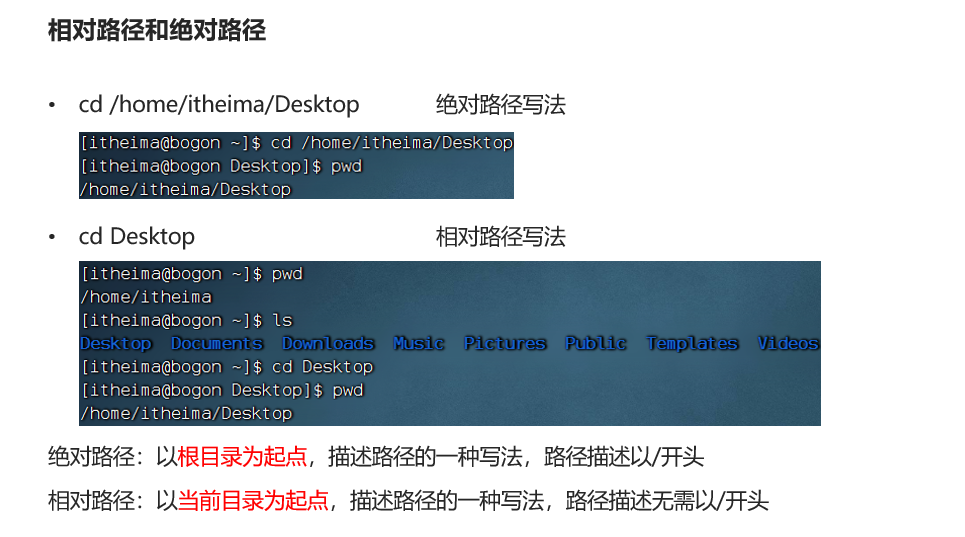 相对路径和绝对路径
• cd /home/itheima/Desktop 绝对路径写法
[itheima@bogon ~]$ cd /home/itheima/Desktop
[itheima@bogon Desktop]$ pwd
/home/itheima/Desktop
• cd Desktop 相对路径写法
[itheima@bogon ~]$ pwd
/home/itheima
[itheima@bogon ~]$ ls
Desktop Documents Downloads Music Pictures Public Templates Videos
[itheima@bogon ~]$ cd Desktop
[itheima@bogon Desktop]$ pwd
/home/itheima/Desktop
绝对路径：以根目录为起点，描述路径的一种写法，路径描述以/开头
相对路径：以当前目录为起点，描述路径的一种写法，路径描述无需以/开头